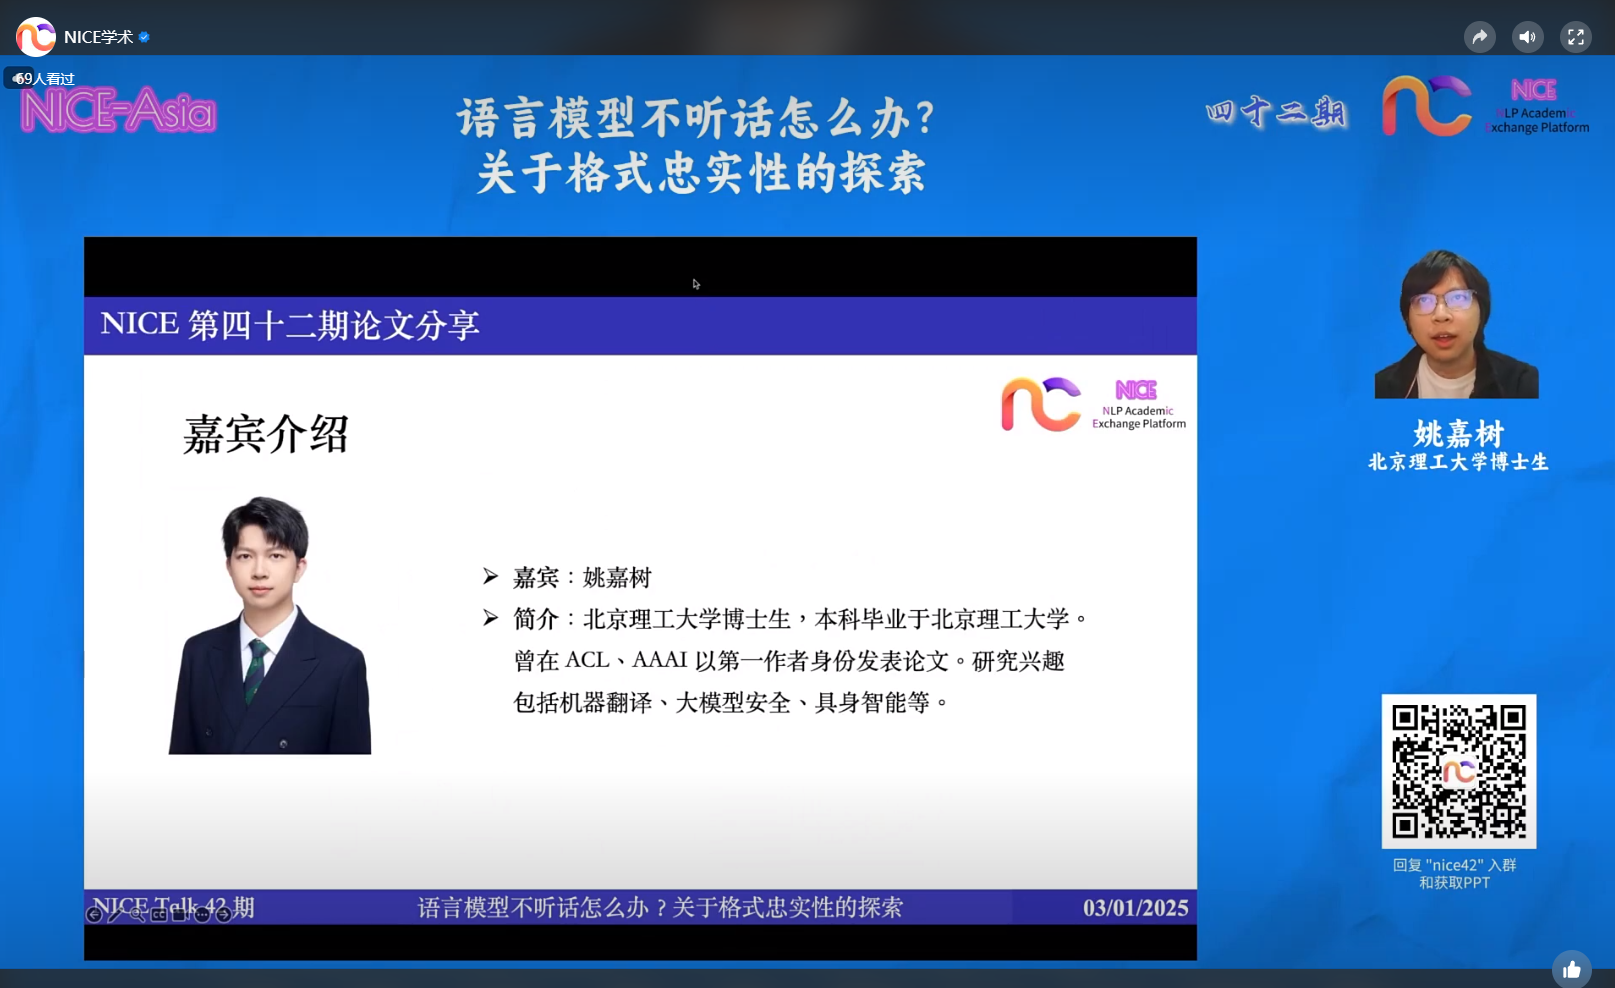 NICE学术
69人看过
NICE-Asia
语言模型不听话怎么办？
关于格式忠实性的探索
四十二期
NICE
NLP Academic
Exchange Platform
NICE 第四十二期论文分享
NICE
NLP Academic
Exchange Platform
嘉宾介绍
嘉宾：姚嘉树
简介：北京理工大学博士生，本科毕业于北京理工大学。
曾在 ACL、AAAI 以第一作者身份发表论文。研究兴趣
包括机器翻译、大模型安全、具身智能等。
姚嘉树
北京理工大学博士生
回复 "nice42" 入群
和获取PPT
NICE Talk 42 期
语言模型不听话怎么办？关于格式忠实性的探索
03/01/2025